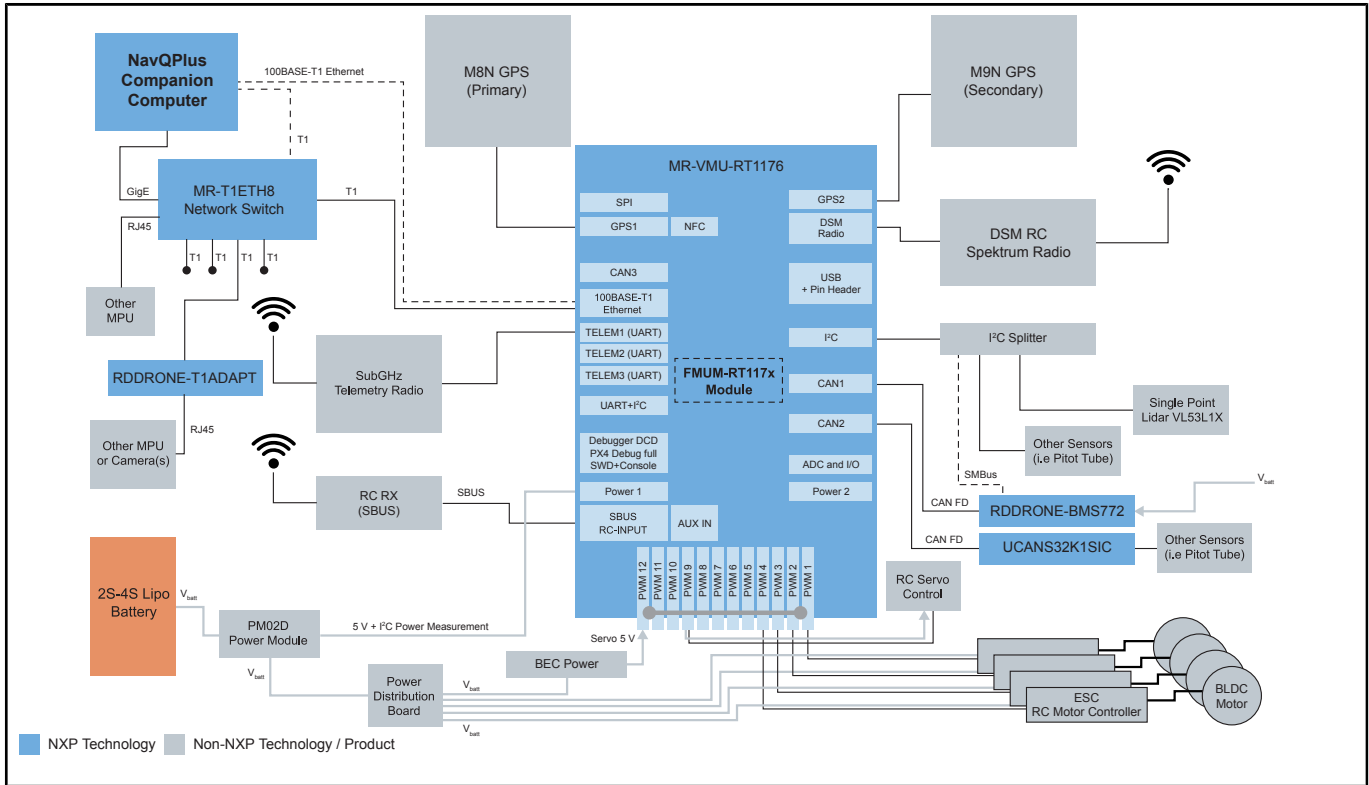 NavQPlus
Companion
Computer
100BASE-T1 Ethernet
T1
GigE
MR-T1ETH8
Network Switch
T1
RJ45
T1
T1
T1
T1
Other
MPU
RDDRONE-T1ADAPT
RJ45
Other MPU
or Camera(s)
M8N GPS
(Primary)
M9N GPS
(Secondary)
SubGHz
Telemetry Radio
RC RX
(SBUS)
SBUS
MR-VMU-RT1176
SPI
GPS1
NFC
CAN3
100BASE-T1
Ethernet
TELEM1 (UART)
TELEM2 (UART)
TELEM3 (UART)
UART+I²C
Debugger DCD
PX4 Debug full
SWD+Console
Power 1
SBUS
RC-INPUT
AUX IN
FMUM-RT117x
Module
GPS2
DSM
Radio
USB
+ Pin Header
I²C
CAN1
CAN2
ADC and I/O
Power 2
PWM 12
PWM 11
PWM 10
PWM 9
PWM 8
PWM 7
PWM 6
PWM 5
PWM 4
PWM 3
PWM 2
PWM 1
DSM RC
Spektrum Radio
I²C Splitter
Single Point
Lidar VL53L1X
Other Sensors
(i.e Pitot Tube)
SMBus
Vbatt
CAN FD
RDDRONE-BMS772
CAN FD
UCANS32K1SIC
Other Sensors
(i.e Pitot Tube)
RC Servo
Control
2S-4S Lipo
Battery
Vbatt
PM02D
Power Module
5 V + I²C Power Measurement
Servo 5 V
BEC Power
Vbatt
Power
Distribution
Board
Vbatt
Vbatt
ESC
RC Motor Controller
BLDC
Motor
NXP Technology
Non-NXP Technology / Product